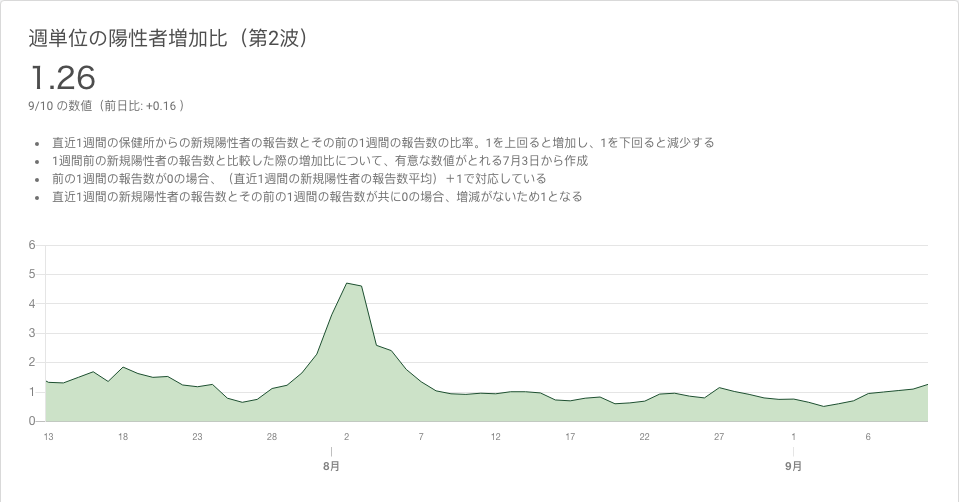 週単位の陽性者増加比（第2波）
1.26
9/10 の数値（前日比: +0.16 ）
• 直近1週間の保健所からの新規陽性者の報告数とその前の1週間の報告数の比率。1を上回ると増加し、1を下回ると減少する
• 1週間前の新規陽性者の報告数と比較した際の増加比について、有意な数値がとれる7月3日から作成
• 前の1週間の報告数が0の場合、（直近1週間の新規陽性者の報告数平均）＋1で対応している
• 直近1週間の新規陽性者の報告数とその前の1週間の報告数が共に0の場合、増減がないため1となる
6
5
4
3
2
1
0
13 18 23 28 2 7 12 17 22 27 1 6
8月 9月